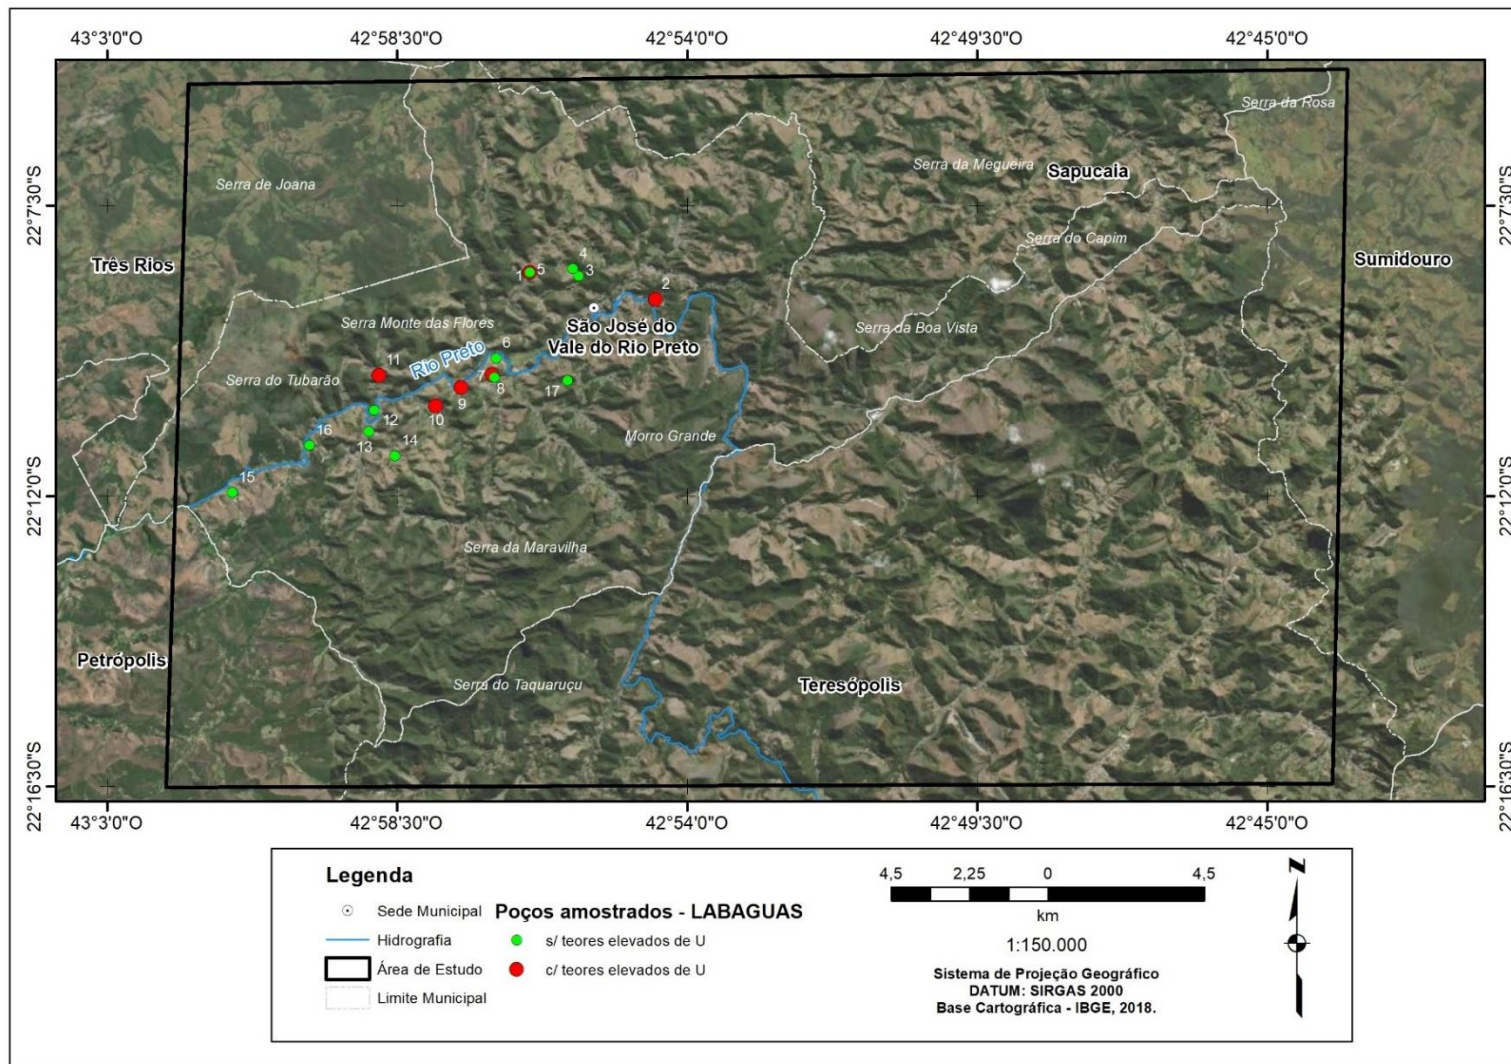 43°3'0"O 42°58'30"O 42°54'0"O 42°49'30"O 42°45'0"O
Serra da Rosa
Serra da Megueira
Sapucaia
Serra de Joana
22°7'30"S
22°7'30"S
Serra do Capim
Sumidouro
Três Rios
4
1
5
3
2
Serra Monte das Flores
São José do
Vale do Rio Preto
Serra da Boa Vista
Rio Preto
6
11
Serra do Tubarão
7
8
17
9
10
12
13
14
16
Morro Grande
15
22°12'0"S
22°12'0"S
Serra da Maravilha
Petrópolis
Serra do Taquaruçu
Teresópolis
22°16'30"S
22°16'30"S
43°3'0"O 42°58'30"O 42°54'0"O 42°49'30"O 42°45'0"O
Legenda
Sede Municipal
Hidrografia
Área de Estudo
Limite Municipal
Poços amostrados - LABAGUAS
s/ teores elevados de U
c/ teores elevados de U
4,5 2,25 0 4,5
km
1:150.000
Sistema de Projeção Geográfico
DATUM: SIRGAS 2000
Base Cartográfica - IBGE, 2018.
N